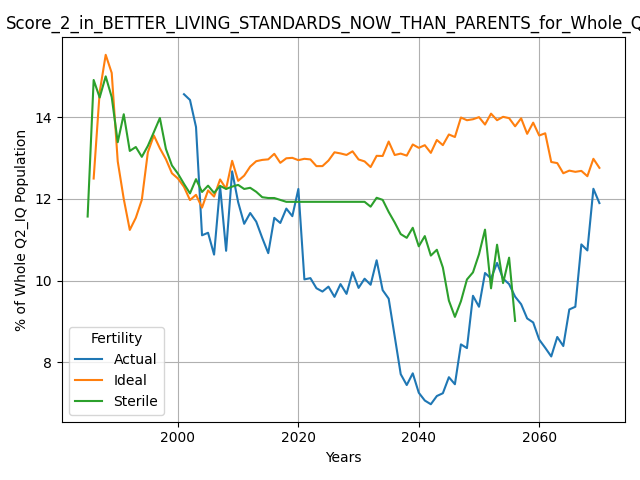 Score_2_in_BETTER_LIVING_STANDARDS_NOW_THAN_PARENTS_for_Whole_Q
% of Whole Q2_IQ Population
14
12
10
8
Fertility
Actual
Ideal
Sterile
2000
2020
2040
2060
Years